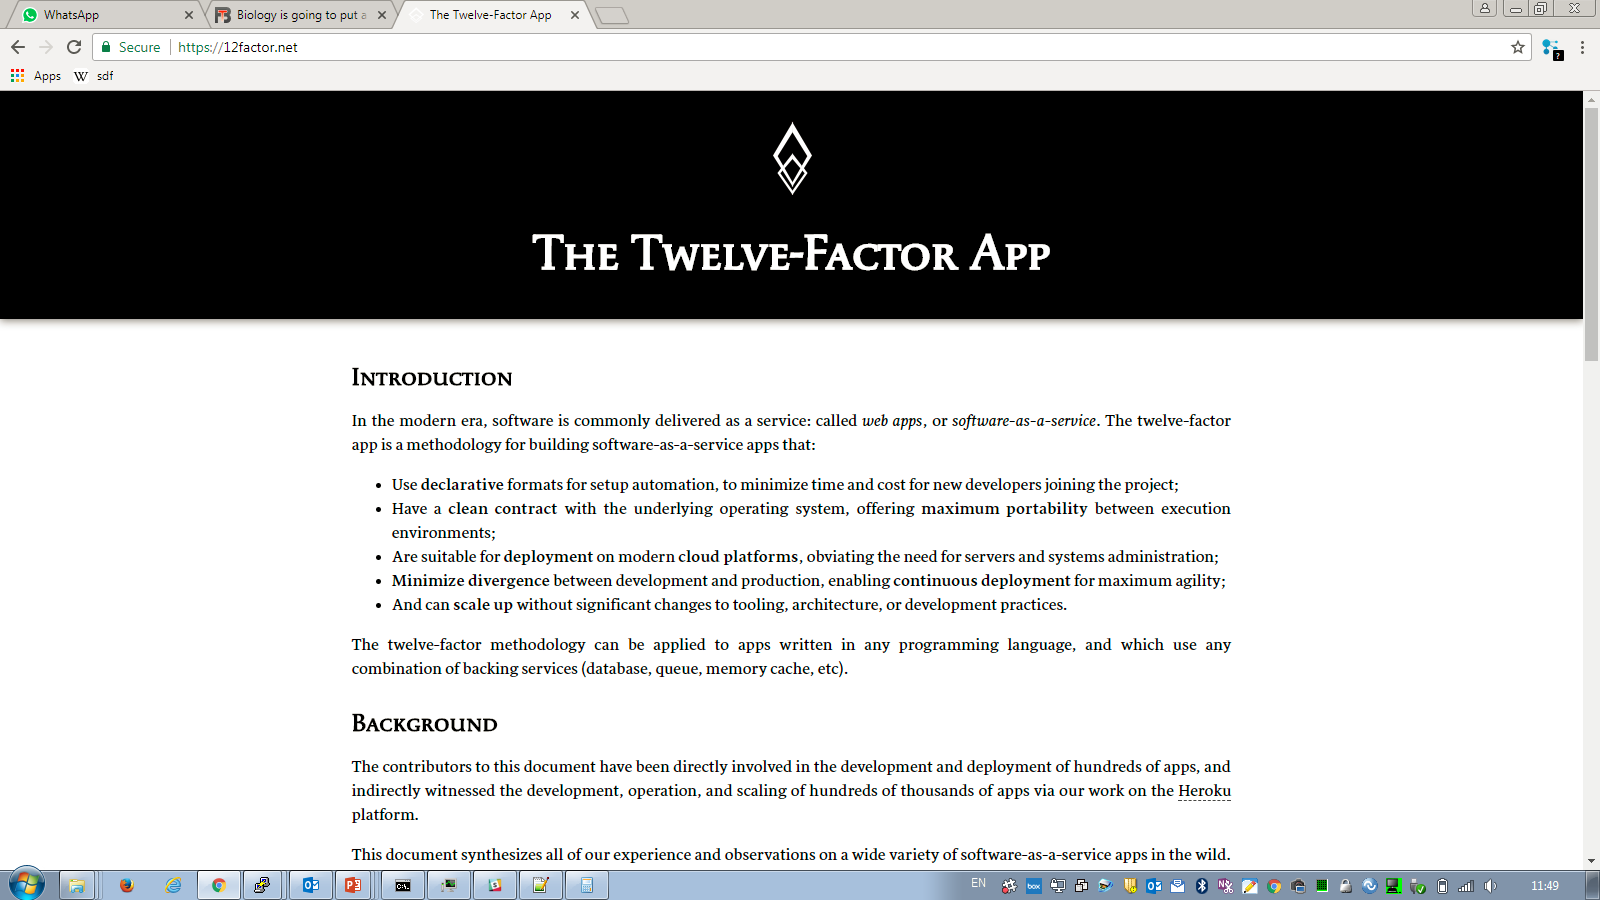 WhatsApp
Biology is going to put a
The Twelve-Factor App
Secure
https://12factor.net
Apps
W
sdf
The Twelve-Factor App
Introduction
In the modern era, software is commonly delivered as a service: called web apps, or software-as-a-service. The twelve-factor
app is a methodology for building software-as-a-service apps that:
• Use declarative formats for setup automation, to minimize time and cost for new developers joining the project;
• Have a clean contract with the underlying operating system, offering maximum portability between execution
environments;
• Are suitable for deployment on modern cloud platforms, obviating the need for servers and systems administration;
• Minimize divergence between development and production, enabling continuous deployment for maximum agility;
• And can scale up without significant changes to tooling, architecture, or development practices.
The twelve-factor methodology can be applied to apps written in any programming language, and which use any
combination of backing services (database, queue, memory cache, etc).
Background
The contributors to this document have been directly involved in the development and deployment of hundreds of apps, and
indirectly witnessed the development, operation, and scaling of hundreds of thousands of apps via our work on the Heroku
platform.
This document synthesizes all of our experience and observations on a wide variety of software-as-a-service apps in the wild.
EN
box
11:49